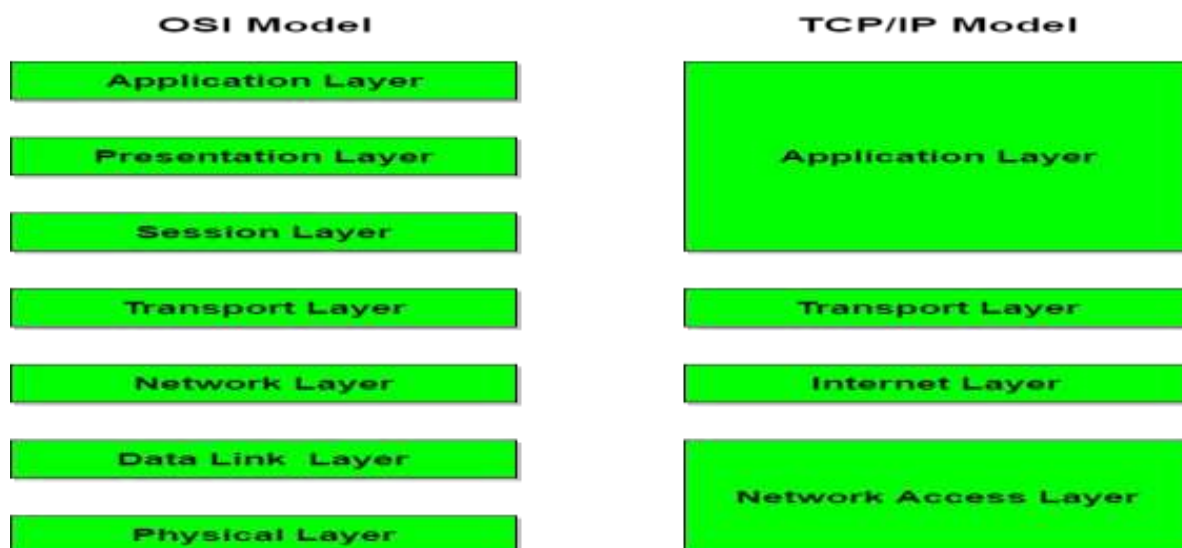 OSI Model
Application Layer
Presentation Layer
Session Layer
Transport Layer
Network Layer
Data Link Layer
Physical Layer
TCP/IP Model
Application Layer
Transport Layer
Internet Layer
Network Access Layer